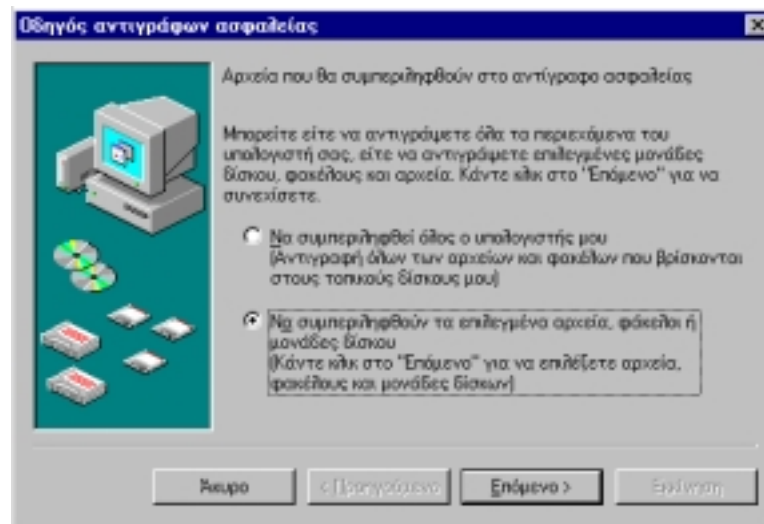 Οδηγός αντιγράφων ασφαλείας
Αρχεία που θα συμπεριληφθούν στο αντίγραφο ασφαλείας
Μπορείτε είτε να αντιγράψετε όλα τα περιεχόμενα του
υπολογιστή σας, είτε να αντιγράψετε επιλεγμένες μονάδες
δίσκου, φακέλους και αρχεία. Κάντε κλικ στο "Επόμενο" για να
συνεχίσετε.
Να συμπεριληφθεί όλος ο υπολογιστής μου
(Αντιγραφή όλων των αρχείων και φακέλων που βρίσκονται
στους τοπικούς δίσκους μου)
Να συμπεριληφθούν τα επιλεγμένα αρχεία, φάκελοι ή
μονάδες δίσκου
(Κάντε κλικ στο "Επόμενο" για να επιλέξετε αρχεία,
φακέλους και μονάδες δίσκων)
Άκυρο
< Προηγούμενο
Επόμενο >
Εκκίνηση